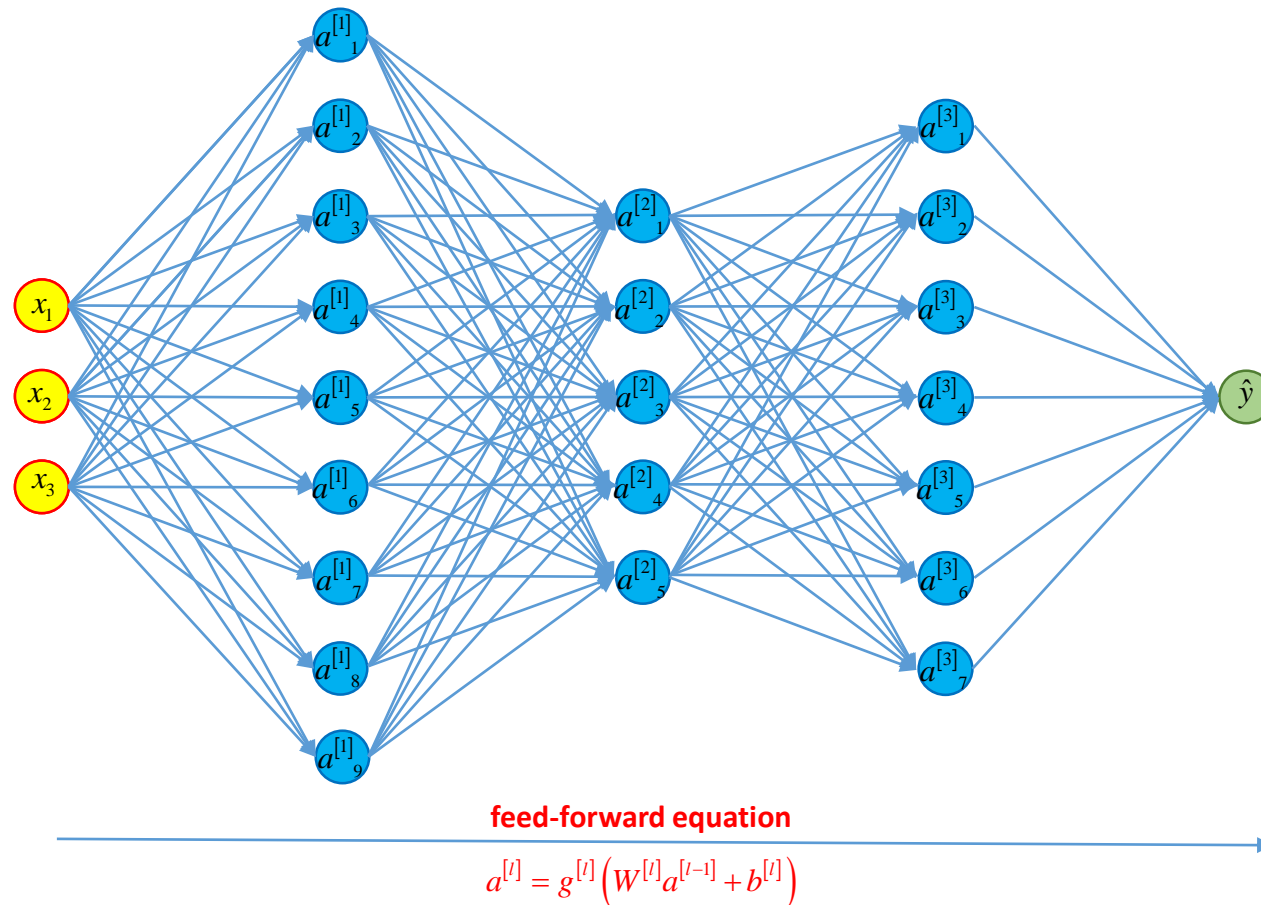 x₁
x₂
x₃
a^[1]₁
a^[1]₂
a^[1]₃
a^[1]₄
a^[1]₅
a^[1]₆
a^[1]₇
a^[1]₈
a^[1]₉
a^[2]₁
a^[2]₂
a^[2]₃
a^[2]₄
a^[2]₅
a^[3]₁
a^[3]₂
a^[3]₃
a^[3]₄
a^[3]₅
a^[3]₆
a^[3]₇
ŷ
feed-forward equation
a^[l] = g^[l] (W^[l] a^[l−1] + b^[l])